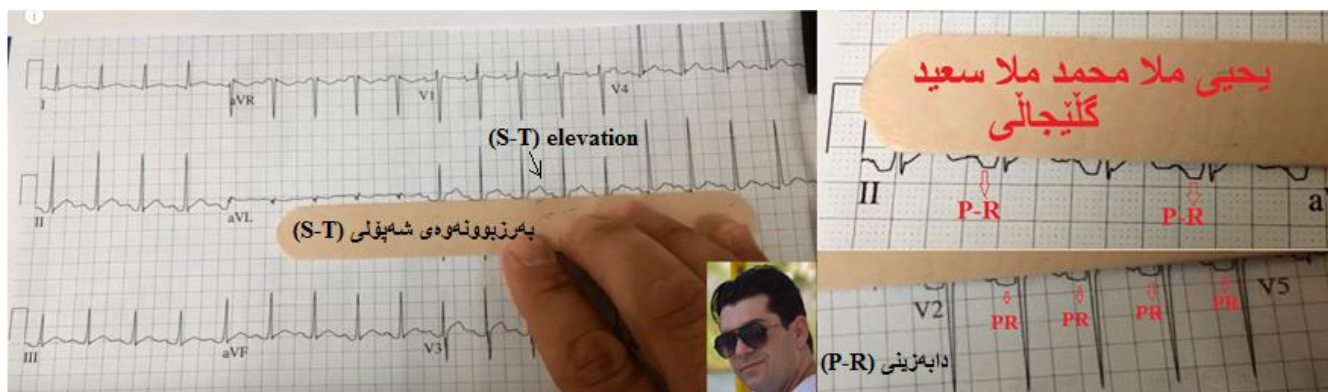 I
aVR
V1
V4
(S-T) elevation
II
aVL
بەرزبوونەوەی شەپۆلی (S-T)
III
aVF
V3
یحیی ملا محمد ملا سعید
گڵێجاڵی
II
P-R
P-R
a
V2
PR
PR
PR
PR
V5
دابەزینی (P-R)